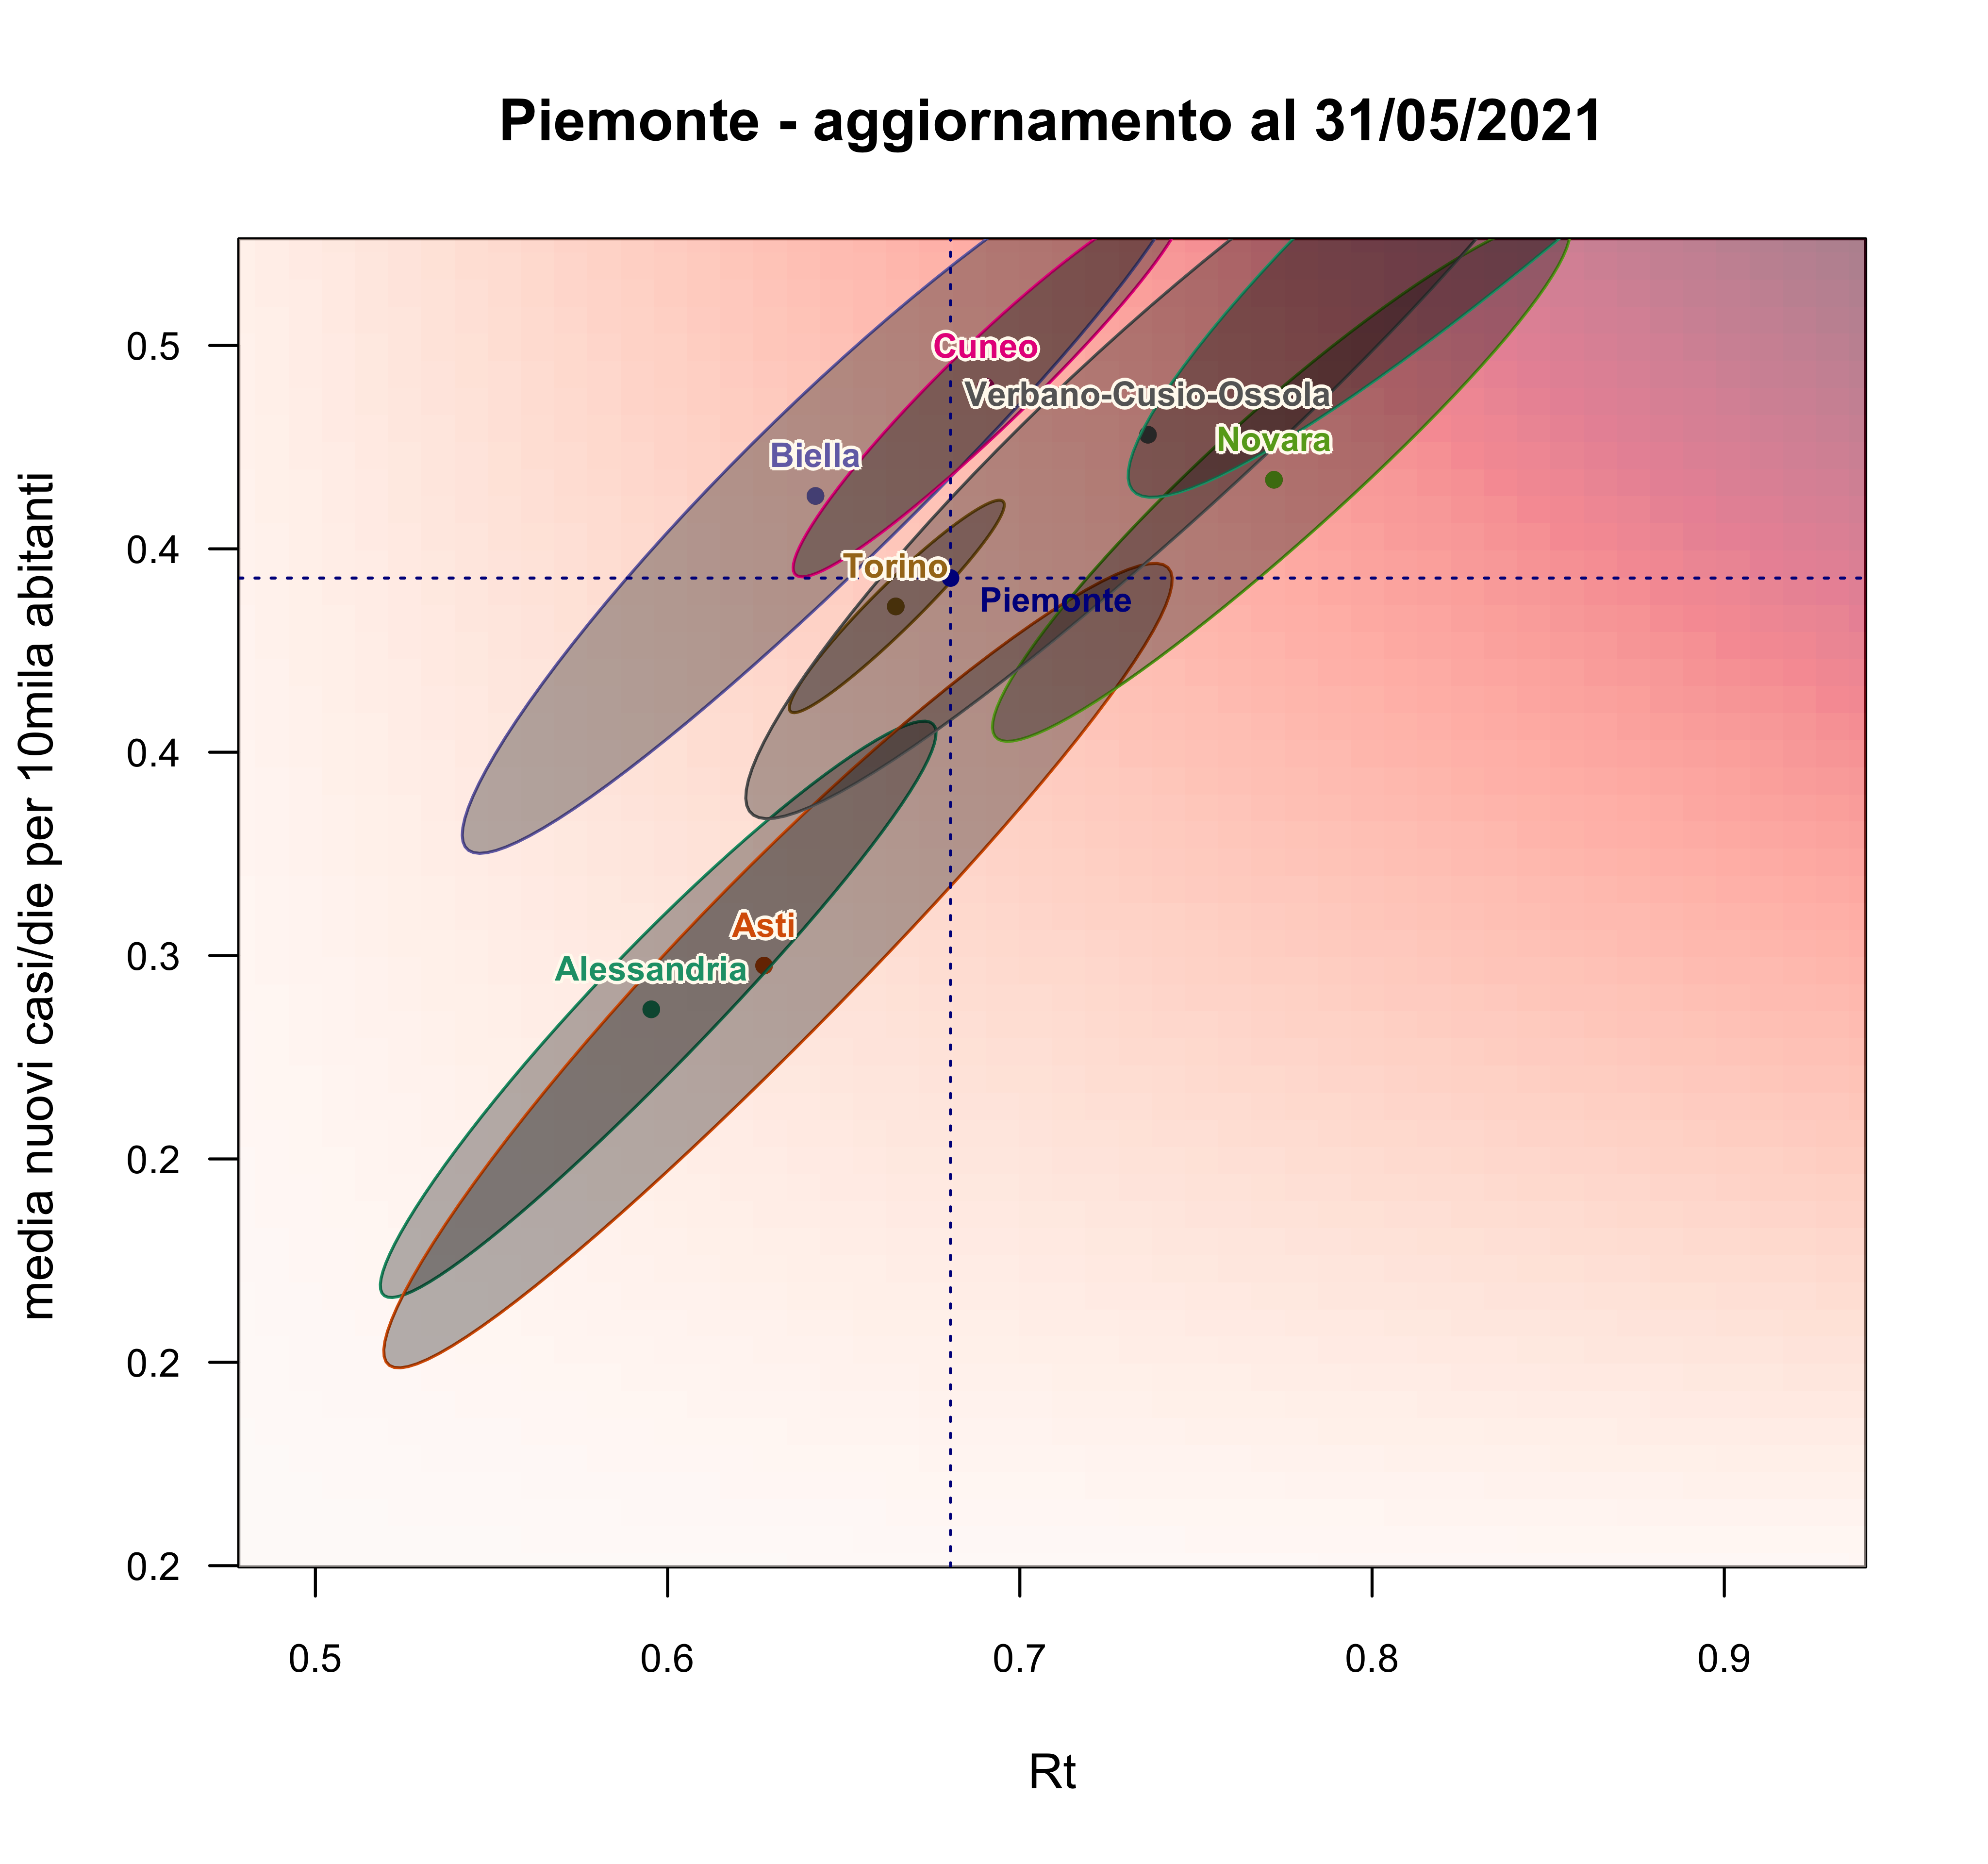 Piemonte - aggiornamento al 31/05/2021
media nuovi casi/die per 10mila abitanti
0.5
0.4
0.4
0.3
0.2
0.2
0.2
Cuneo
Verbano-Cusio-Ossola
Novara
Biella
Torino
Piemonte
Asti
Alessandria
0.5
0.6
0.7
0.8
0.9
Rt